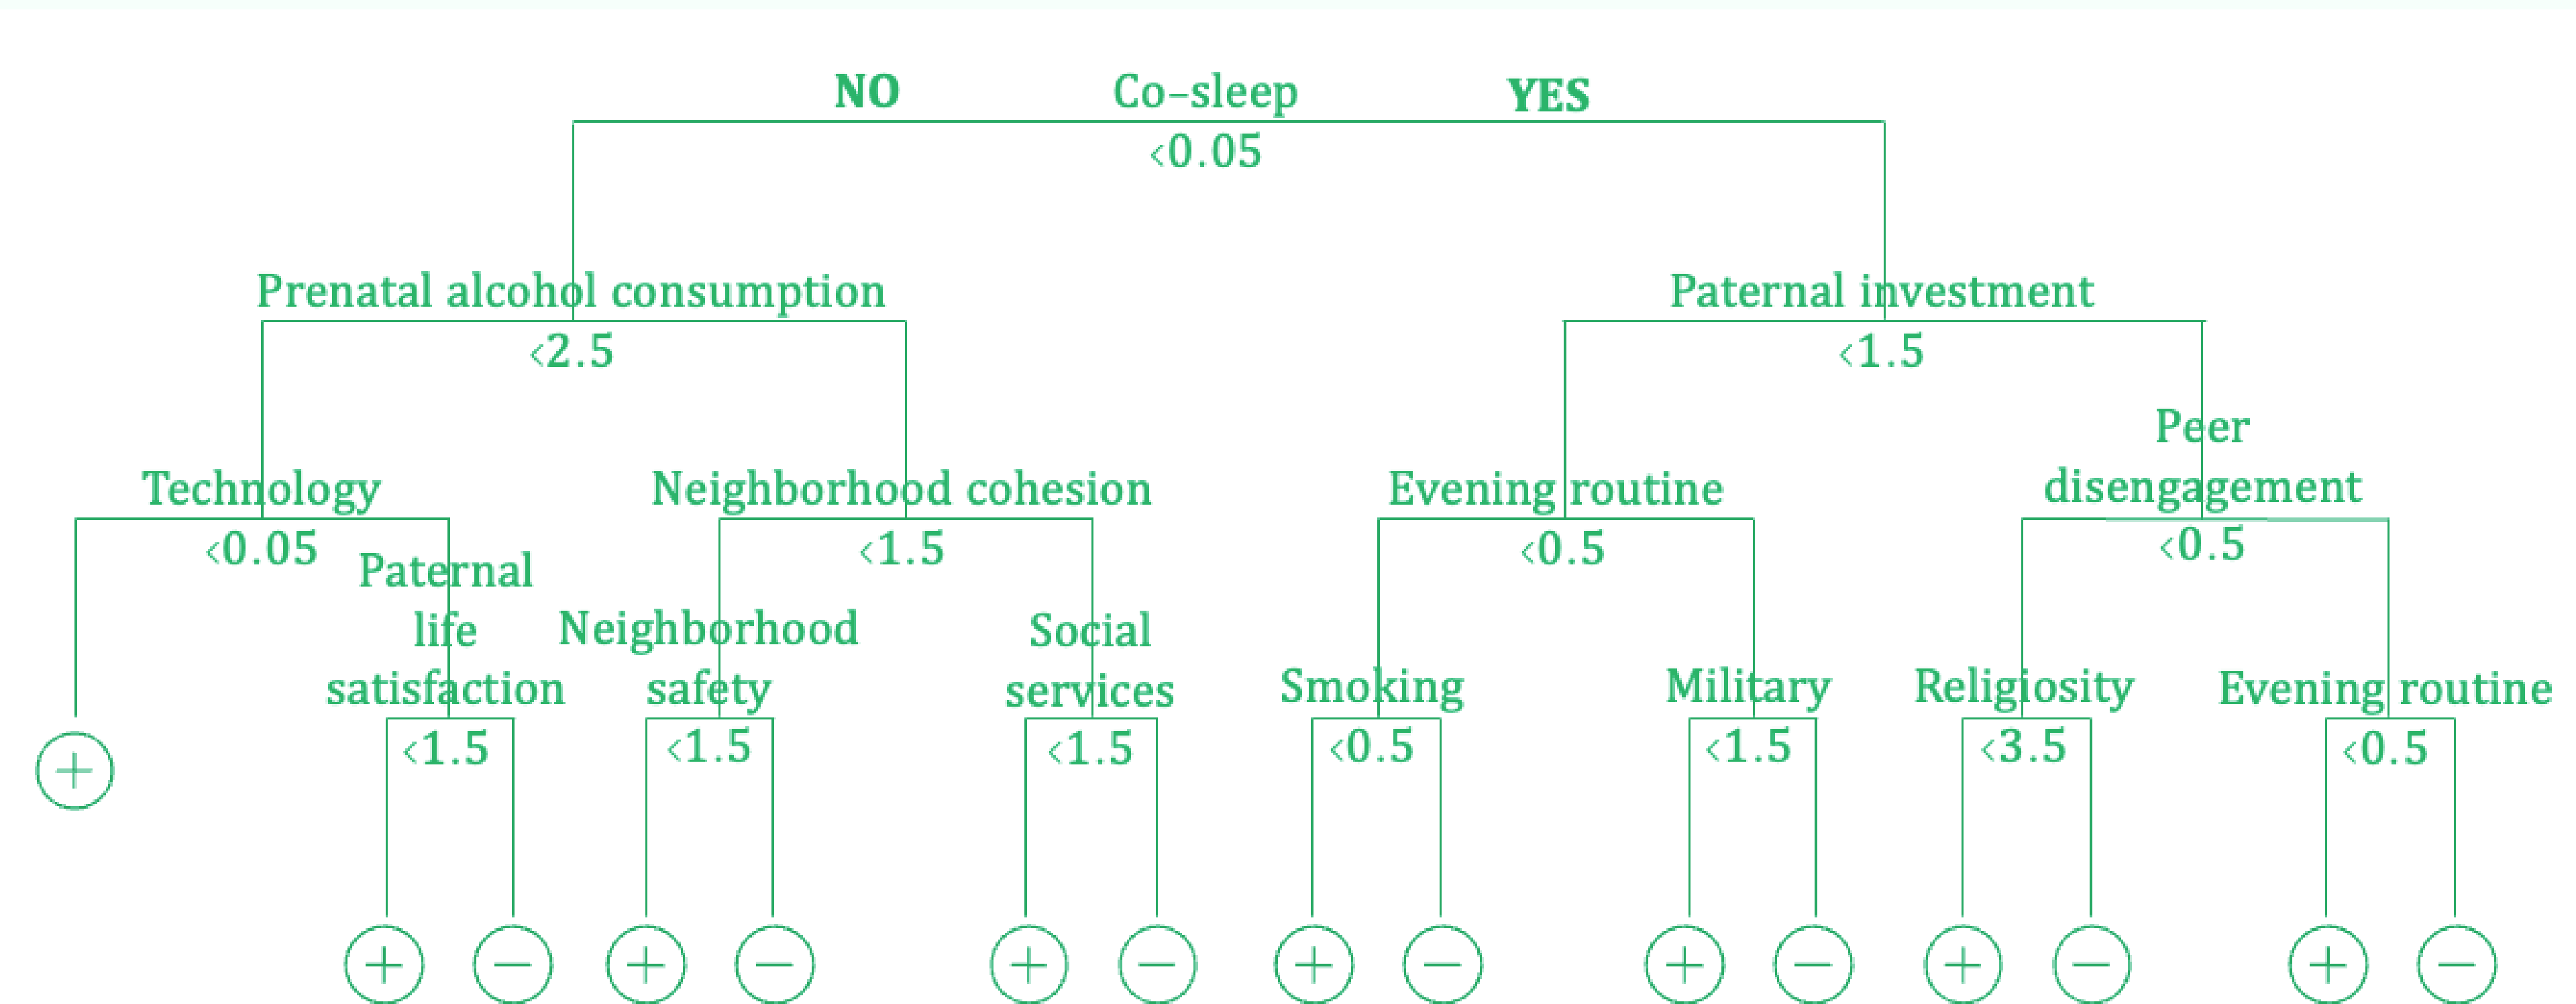 NO Co-sleep YES
<0.05
Prenatal alcohol consumption
<2.5
Paternal investment
<1.5
Technology
<0.05
Neighborhood cohesion
<1.5
Evening routine
<0.5
Peer
disengagement
<0.5
Paternal
life
satisfaction
<1.5
Neighborhood
safety
<1.5
Social
services
<1.5
Smoking
<0.5
Military
<1.5
Religiosity
<3.5
Evening routine
<0.5
+
+ − + − + − + − + − + − + −